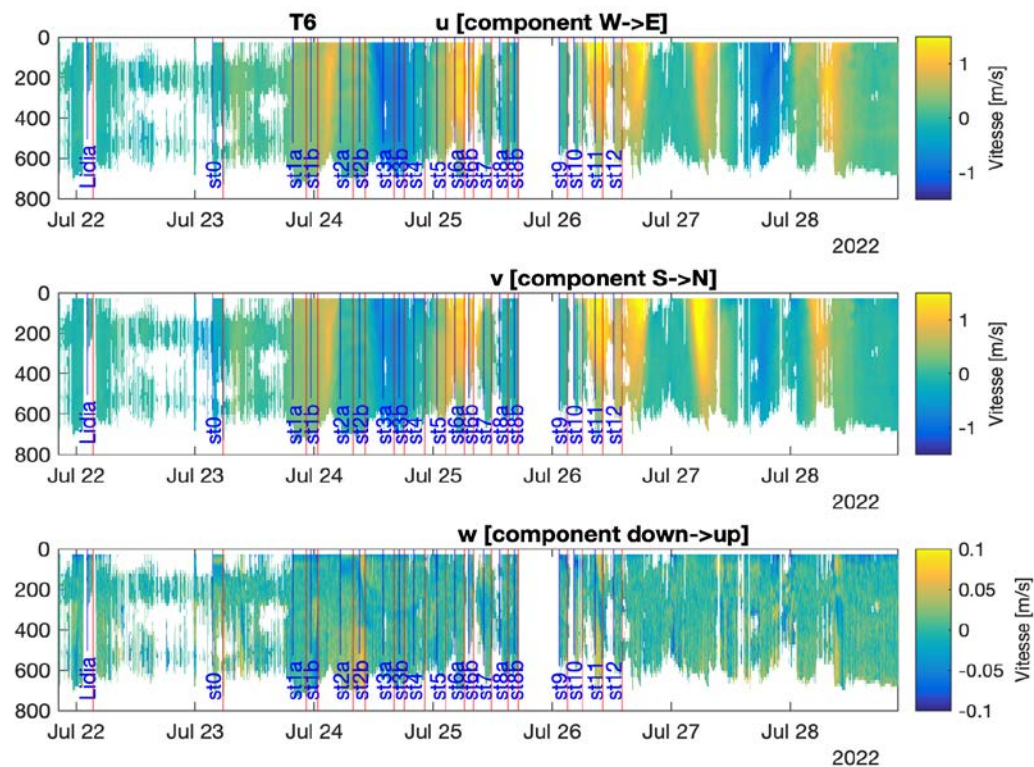 T6 u [component W->E]
0
200
400
600
800
Lidia st0 st1a st1b st2a st2b st3a st3b st4 st5 st6a st6b st7 st8a st8b st9 st10 st11 st12
Jul 22 Jul 23 Jul 24 Jul 25 Jul 26 Jul 27 Jul 28
2022
1
0
-1
Vitesse [m/s]
v [component S->N]
0
200
400
600
800
Lidia st0 st1a st1b st2a st2b st3a st3b st4 st5 st6a st6b st7 st8a st8b st9 st10 st11 st12
Jul 22 Jul 23 Jul 24 Jul 25 Jul 26 Jul 27 Jul 28
2022
1
0
-1
Vitesse [m/s]
w [component down->up]
0
200
400
600
800
Lidia st0 st1a st1b st2a st2b st3a st3b st4 st5 st6a st6b st7 st8a st8b st9 st10 st11 st12
Jul 22 Jul 23 Jul 24 Jul 25 Jul 26 Jul 27 Jul 28
2022
0.1
0.05
0
-0.05
-0.1
Vitesse [m/s]